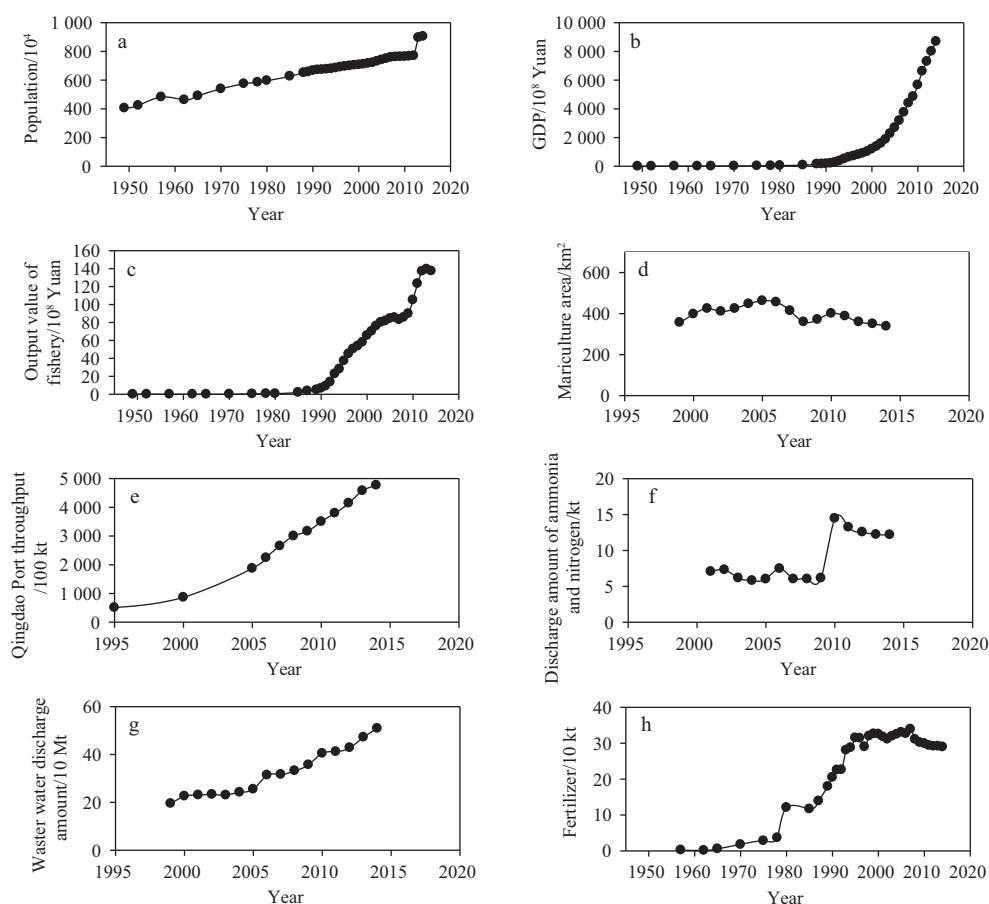 a
Population/10⁴
1 000
800
600
400
200
0
1950 1960 1970 1980 1990 2000 2010 2020
Year
b
GDP/10⁸ Yuan
10 000
8 000
6 000
4 000
2 000
0
1950 1960 1970 1980 1990 2000 2010 2020
Year
c
Output value of
fishery/10⁸ Yuan
160
140
120
100
80
60
40
20
0
1950 1960 1970 1980 1990 2000 2010 2020
Year
d
Mariculture area/km²
600
400
200
0
1995 2000 2005 2010 2015 2020
Year
e
Qingdao Port throughput
/100 kt
5 000
4 000
3 000
2 000
1 000
0
1995 2000 2005 2010 2015 2020
Year
f
Discharge amount of ammonia
and nitrogen/kt
20
15
10
5
0
1995 2000 2005 2010 2015 2020
Year
g
Waster water discharge
amount/10 Mt
60
40
20
0
1995 2000 2005 2010 2015 2020
Year
h
Fertilizer/10 kt
40
30
20
10
0
1950 1960 1970 1980 1990 2000 2010 2020
Year